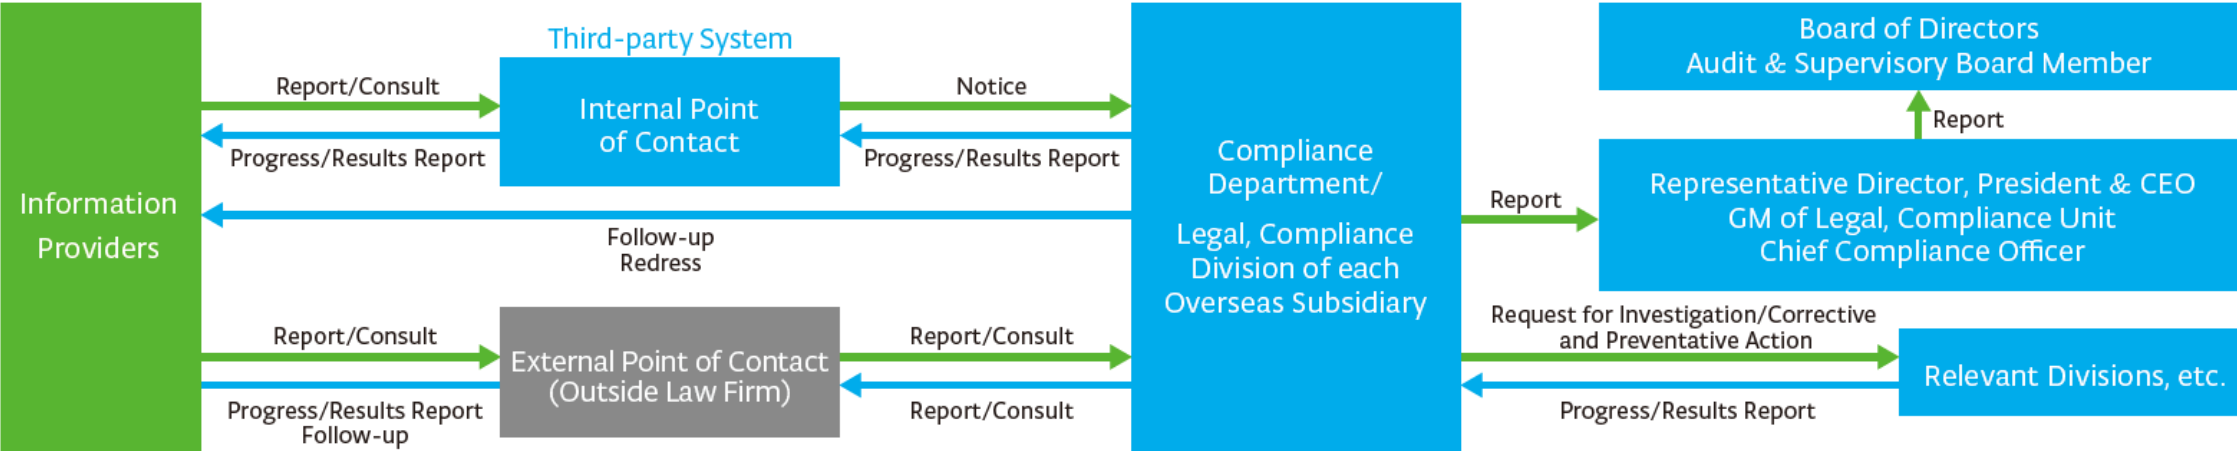 Information
Providers
Report/Consult
Progress/Results Report
Third-party System
Internal Point
of Contact
Notice
Progress/Results Report
Follow-up
Redress
Report/Consult
Progress/Results Report
Follow-up
External Point of Contact
(Outside Law Firm)
Report/Consult
Report/Consult
Compliance
Department/
Legal, Compliance
Division of each
Overseas Subsidiary
Report
Board of Directors
Audit & Supervisory Board Member
Report
Representative Director, President & CEO
GM of Legal, Compliance Unit
Chief Compliance Officer
Request for Investigation/Corrective
and Preventative Action
Progress/Results Report
Relevant Divisions, etc.